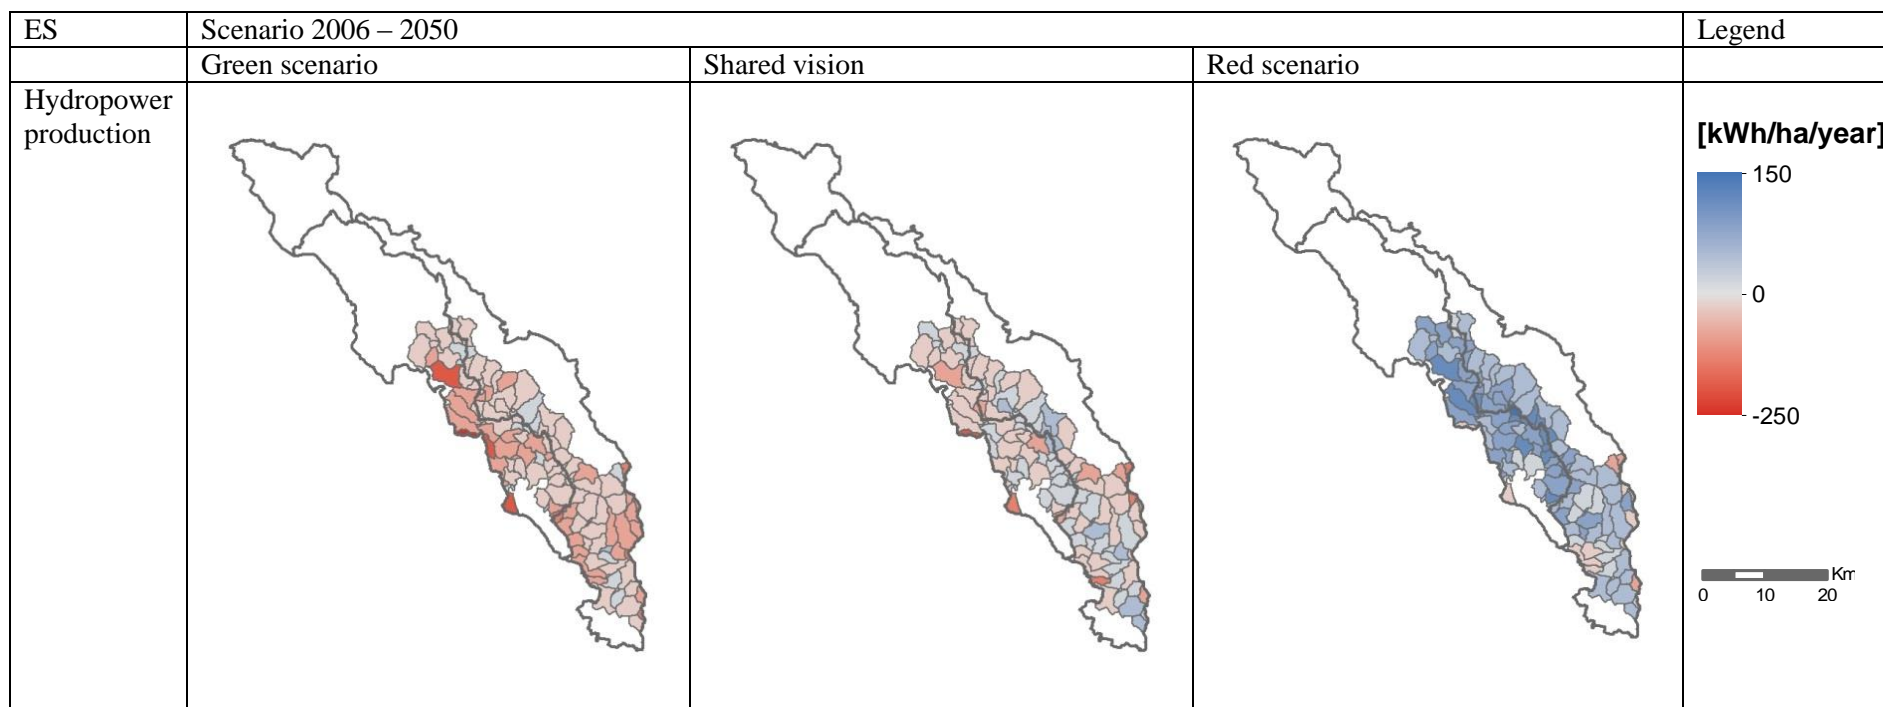 ES
Scenario 2006 – 2050
Legend
Green scenario
Shared vision
Red scenario
Hydropower
production
[kWh/ha/year]
150
0
-250
Km
0 10 20